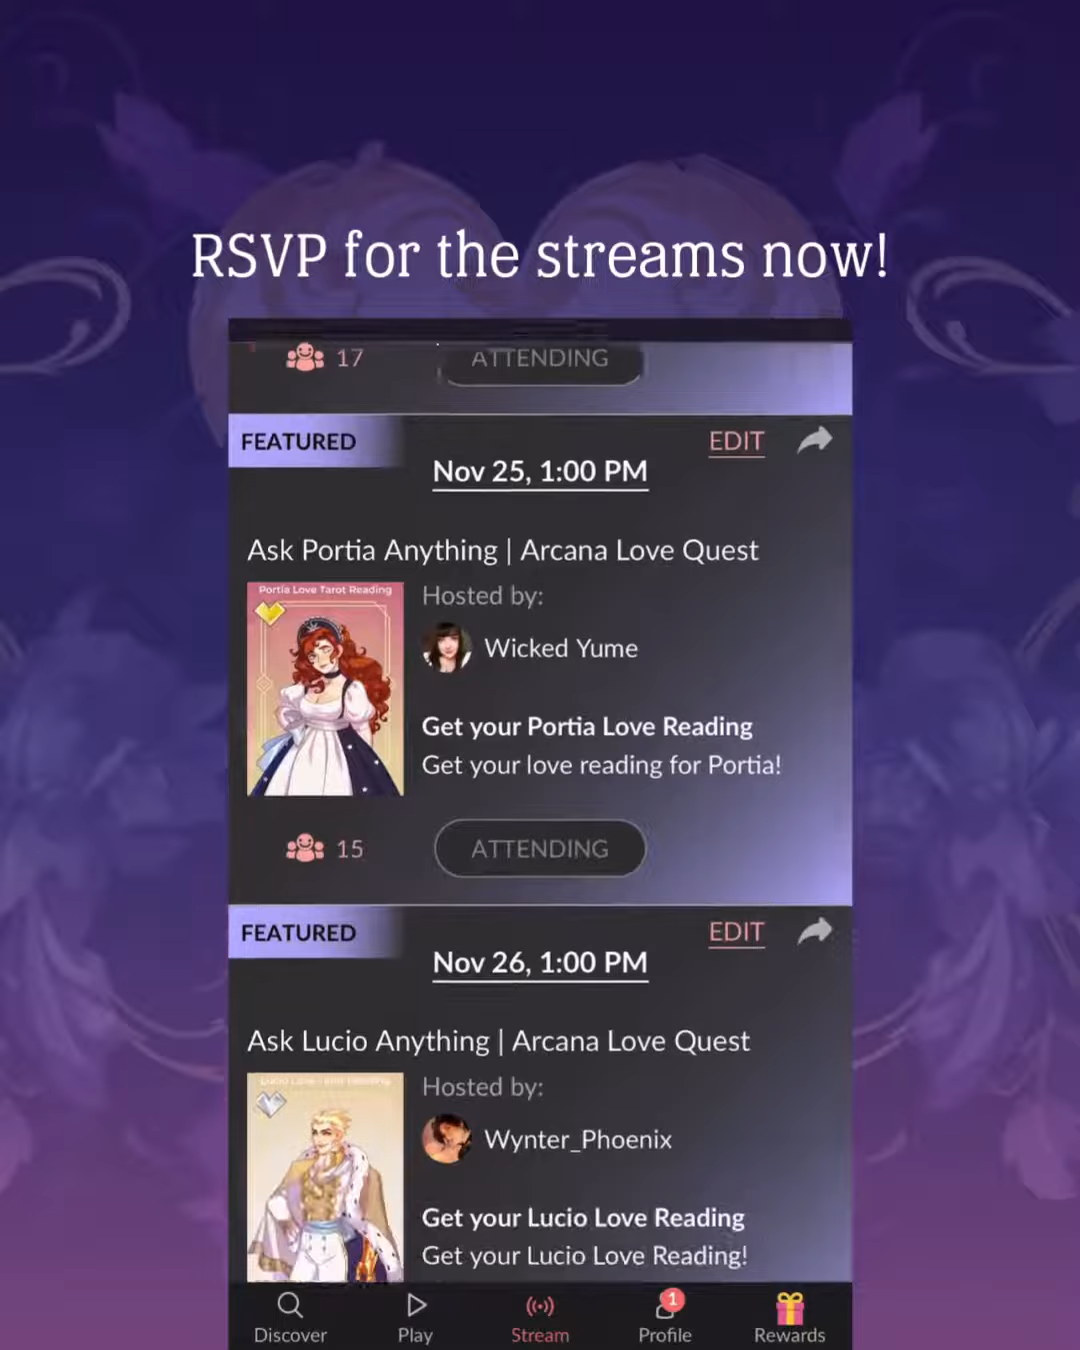 RSVP for the streams now!
17
ATTENDING
FEATURED
EDIT
Nov 25, 1:00 PM
Ask Portia Anything | Arcana Love Quest
Portia Love Tarot Reading
Hosted by:
Wicked Yume
Get your Portia Love Reading
Get your love reading for Portia!
15
ATTENDING
FEATURED
EDIT
Nov 26, 1:00 PM
Ask Lucio Anything | Arcana Love Quest
Hosted by:
Wynter_Phoenix
Get your Lucio Love Reading
Get your Lucio Love Reading!
1
Discover
Play
Stream
Profile
Rewards